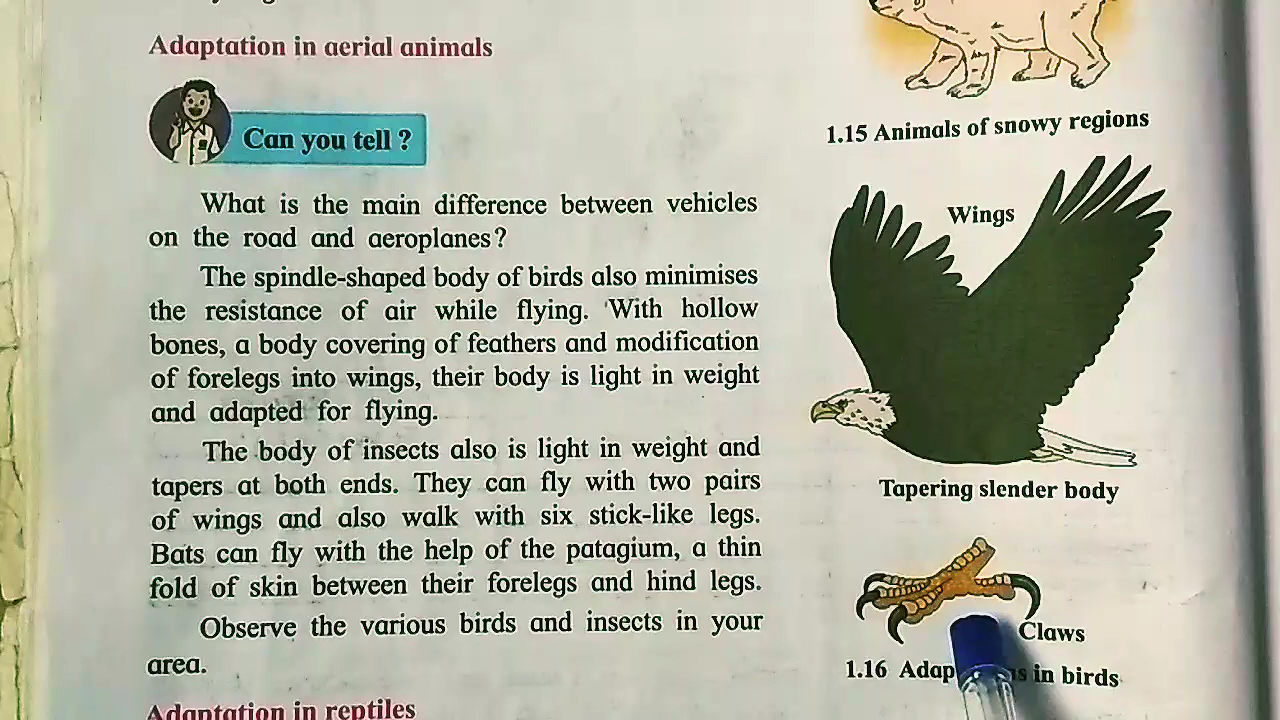 Adaptation in aerial animals
Can you tell ?
What is the main difference between vehicles
on the road and aeroplanes?
The spindle-shaped body of birds also minimises
the resistance of air while flying. With hollow
bones, a body covering of feathers and modification
of forelegs into wings, their body is light in weight
and adapted for flying.
The body of insects also is light in weight and
tapers at both ends. They can fly with two pairs
of wings and also walk with six stick-like legs.
Bats can fly with the help of the patagium, a thin
fold of skin between their forelegs and hind legs.
Observe the various birds and insects in your
area.
Adaptation in reptiles
1.15 Animals of snowy regions
Wings
Tapering slender body
Claws
1.16 in birds